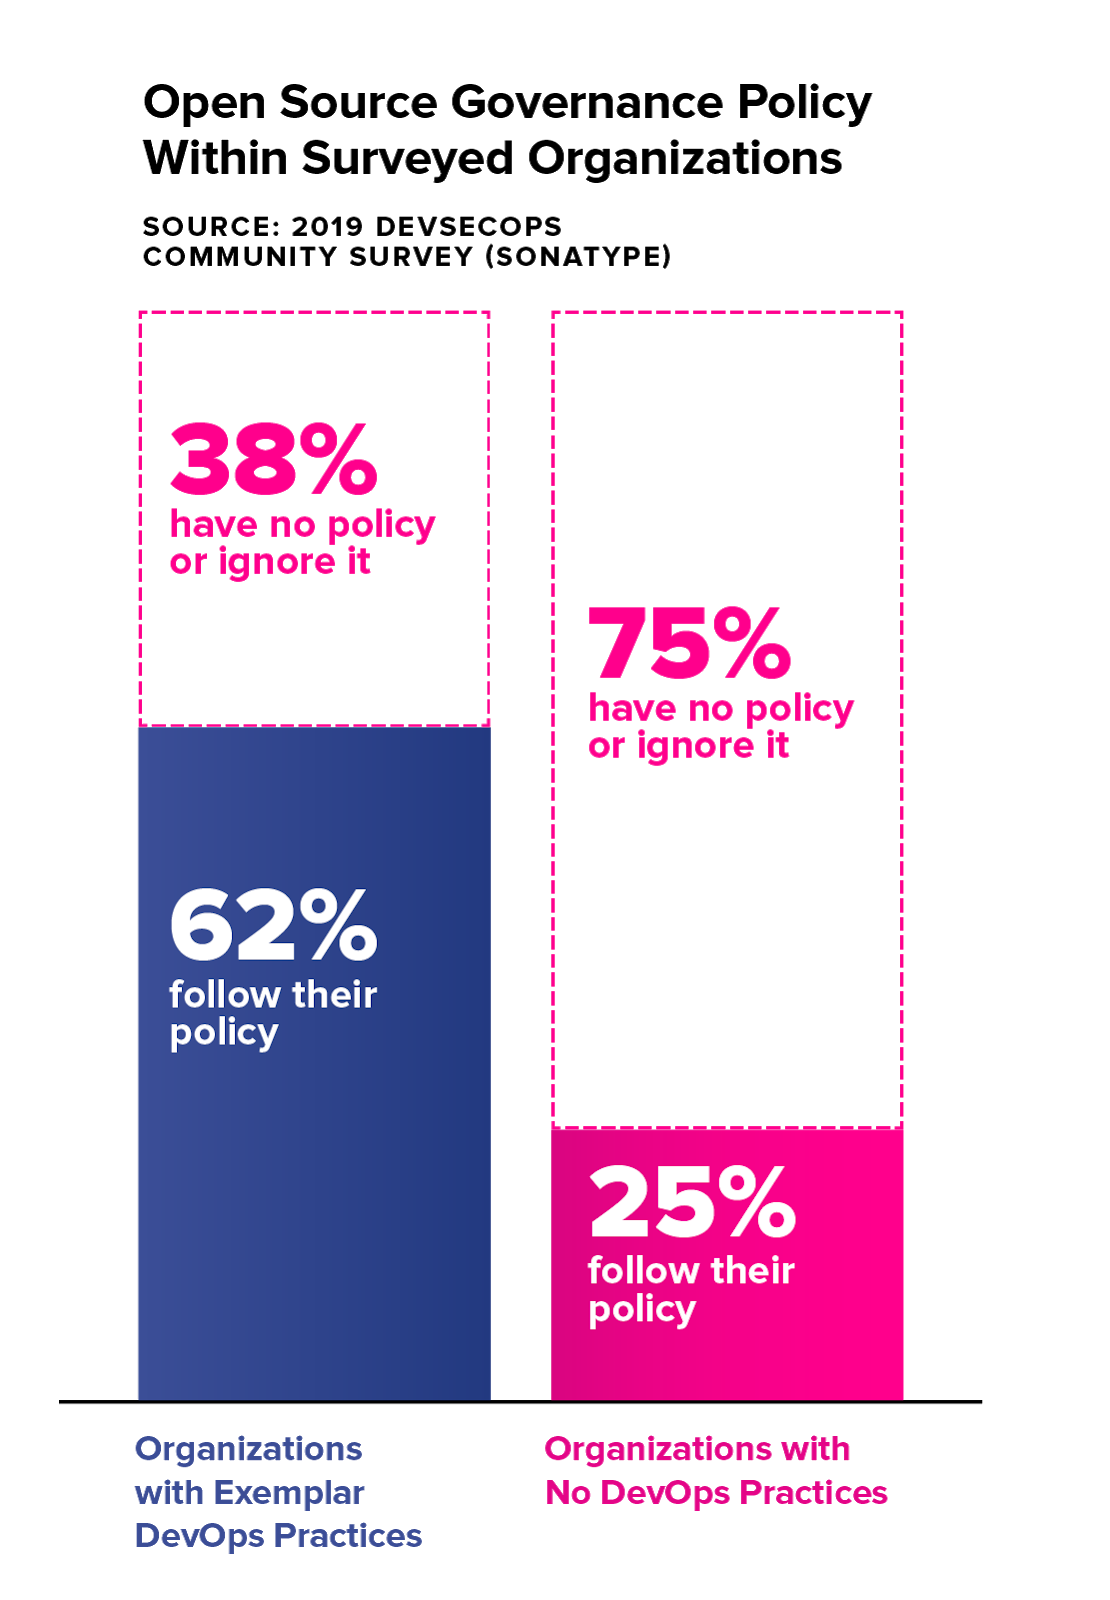 Open Source Governance Policy
Within Surveyed Organizations
SOURCE: 2019 DEVSECOPS
COMMUNITY SURVEY (SONATYPE)
38%
have no policy
or ignore it
62%
follow their
policy
75%
have no policy
or ignore it
25%
follow their
policy
Organizations
with Exemplar
DevOps Practices
Organizations with
No DevOps Practices